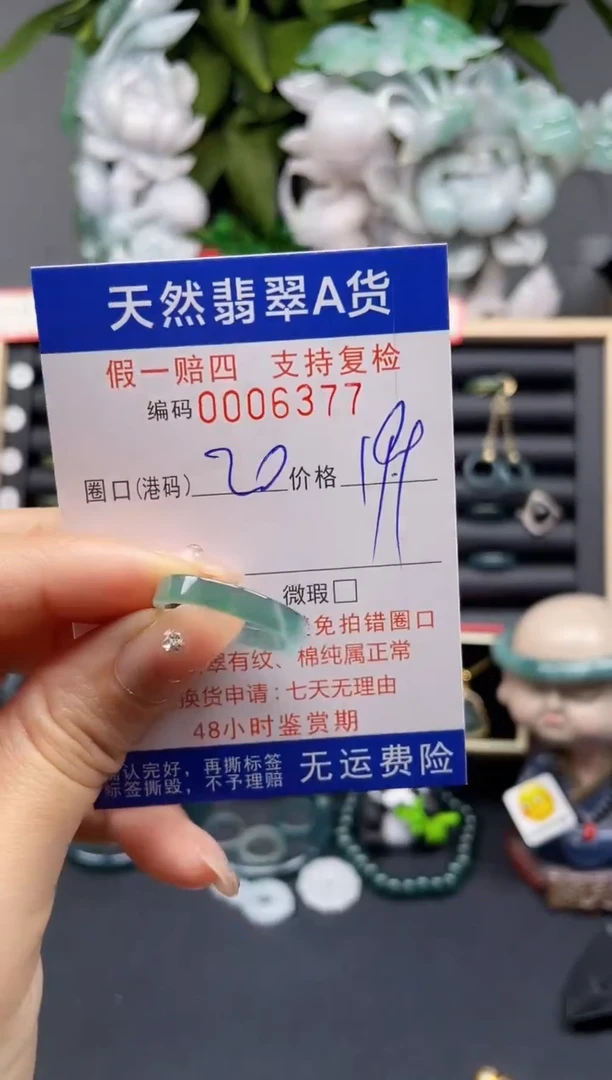 天然翡翠A货
假一赔四 支持复检
编码0006377
圈口(港码) 20 价格 199
微瑕□
免拍错圈口
翠有纹、棉纯属正常
换货申请:七天无理由
48小时鉴赏期
确认完好,再撕标签
标签撕毁,不予理赔
无运费险